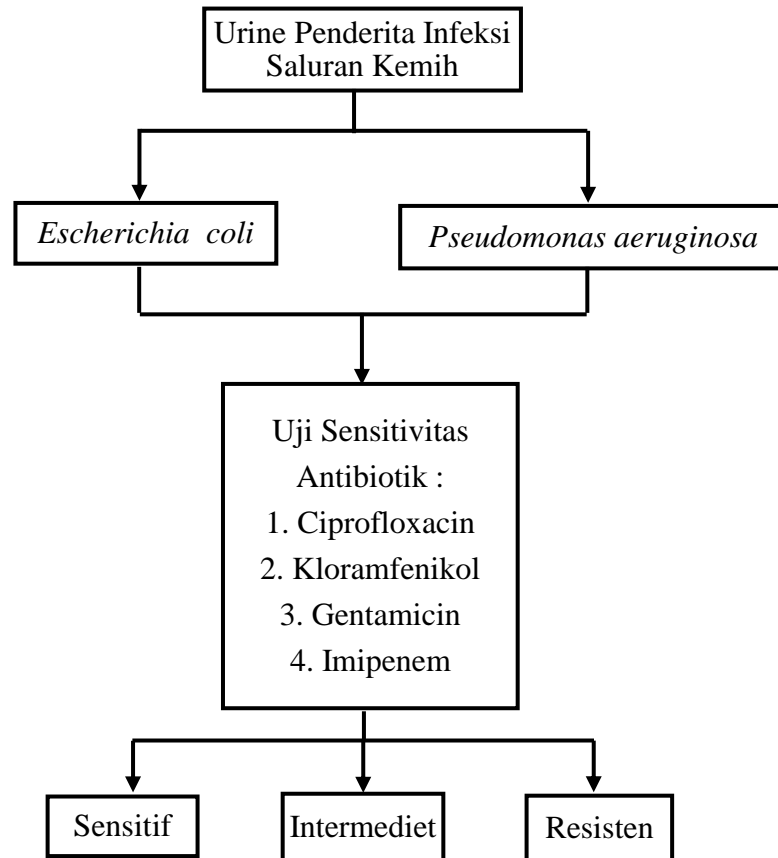 Urine Penderita Infeksi
Saluran Kemih
Escherichia coli
Pseudomonas aeruginosa
Uji Sensitivitas
Antibiotik :
1. Ciprofloxacin
2. Kloramfenikol
3. Gentamicin
4. Imipenem
Sensitif
Intermediet
Resisten